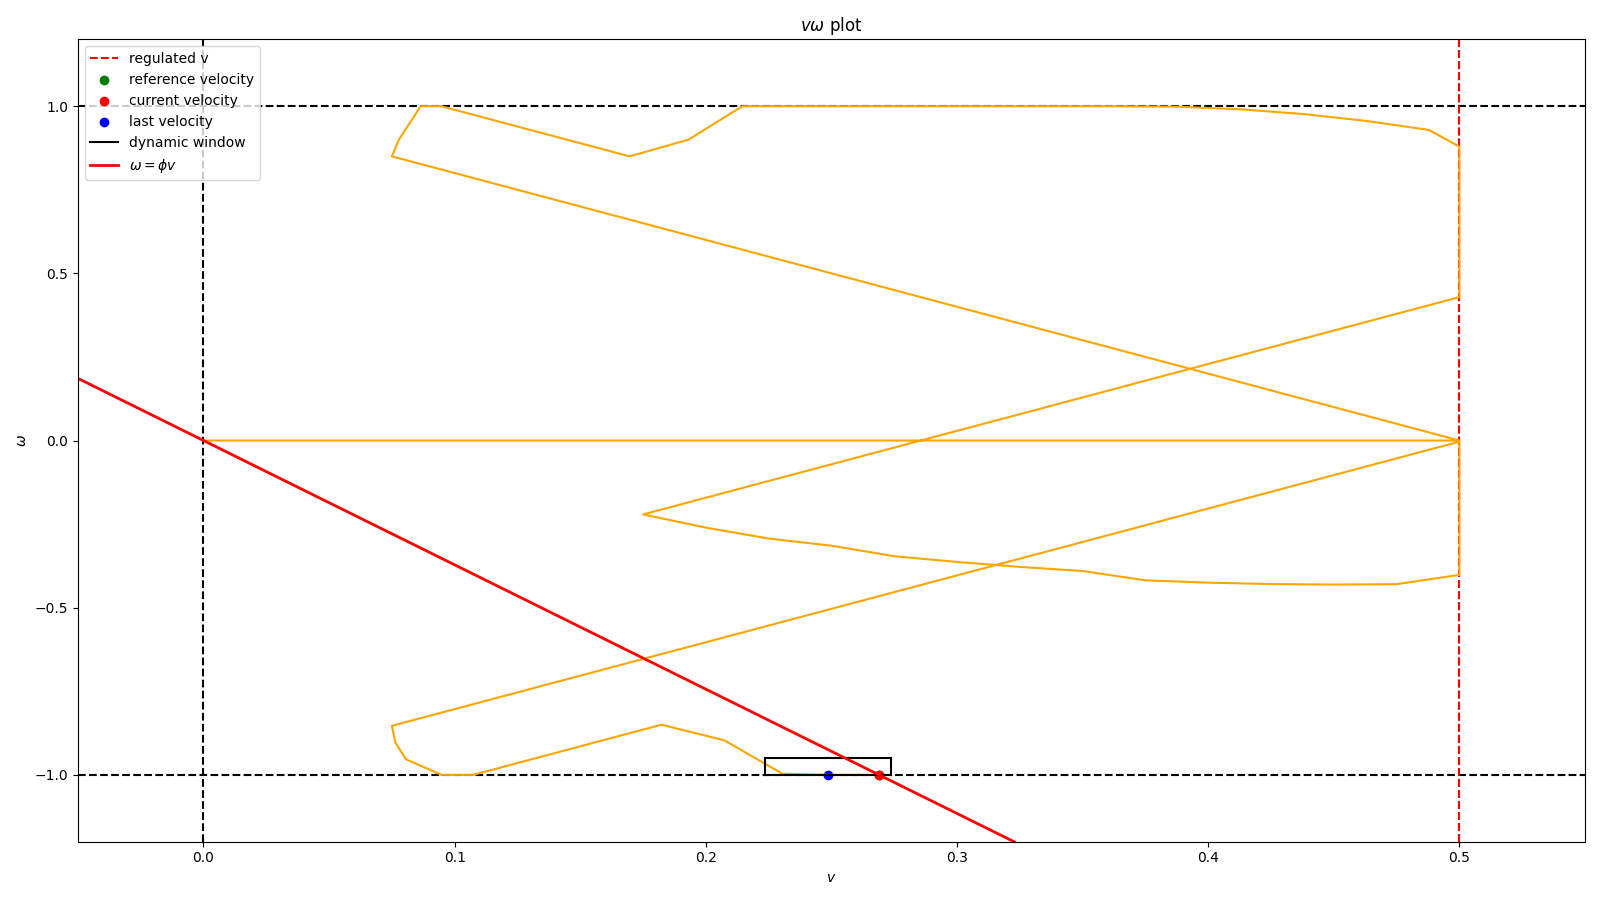 vω plot
regulated v
reference velocity
current velocity
last velocity
dynamic window
ω = ϕv
1.0
0.5
0.0
−0.5
−1.0
ω
0.0 0.1 0.2 0.3 0.4 0.5
v